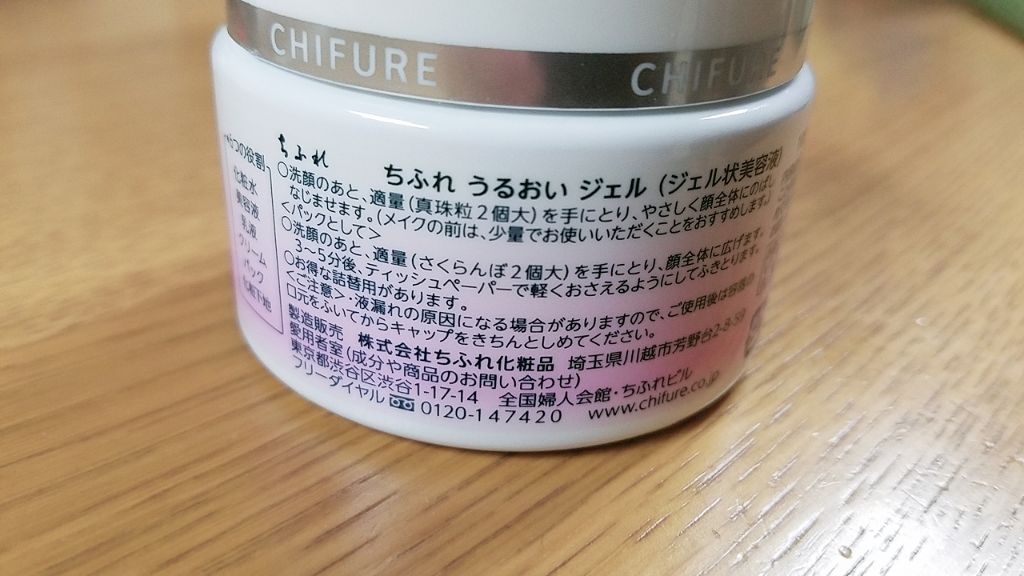 CHIFURE CHIFURE
ちふれ
ちふれ うるおい ジェル (ジェル状美容液)
○洗顔のあと、適量(真珠粒2個大)を手にとり、やさしく顔全体にのばし
なじませます。(メイクの前は、少量でお使いいただくことをおすすめします。)
<パックとして>
○洗顔のあと、適量(さくらんぼ2個大)を手にとり、顔全体に広げます。
3~5分後、ティッシュペーパーで軽くおさえるようにしてふきとります。
○お得な詰替用があります。
<ご注意>・液漏れの原因になる場合がありますので、ご使用後は容器の
口元をふいてからキャップをきちんとしめてください。
製造販売 株式会社ちふれ化粧品 埼玉県川越市芳野台2-8-59
愛用者室(成分や商品のお問い合わせ)
東京都渋谷区渋谷1-17-14 全国婦人会館・ちふれビル
フリーダイヤル 0120-147420 www.chifure.co.jp
つの役割
化粧水
美容液
乳液
クリーム
パック
化粧下地